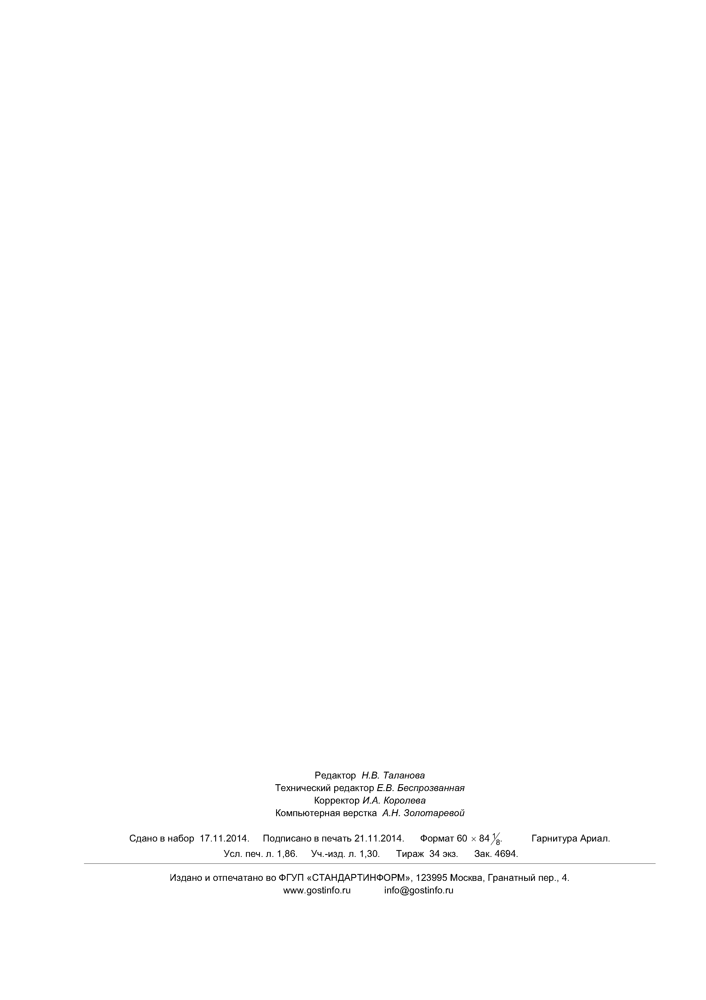 Редактор Н.В. Таланова
Технический редактор Е.В. Беспрозванная
Корректор И.А. Королева
Компьютерная верстка А.Н. Золотаревой
Сдано в набор 17.11.2014. Подписано в печать 21.11.2014. Формат 60 × 84 1/8. Гарнитура Ариал.
Усл. печ. л. 1,86. Уч.-изд. л. 1,30. Тираж 34 экз. Зак. 4694.
Издано и отпечатано во ФГУП «СТАНДАРТИНФОРМ», 123995 Москва, Гранатный пер., 4.
www.gostinfo.ru info@gostinfo.ru